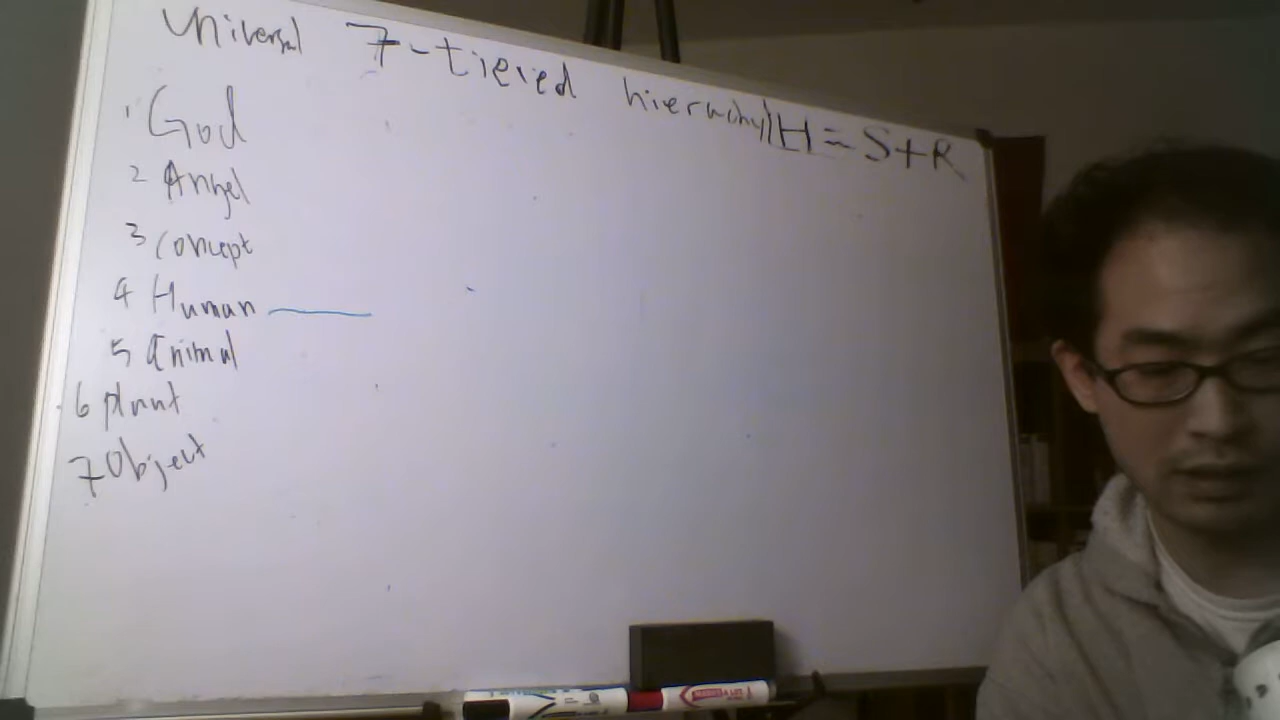 Universal 7-tiered hierarchy H = S+R
1 God
2 Angel
3 concept
4 Human
5 animal
6 plant
7 Object